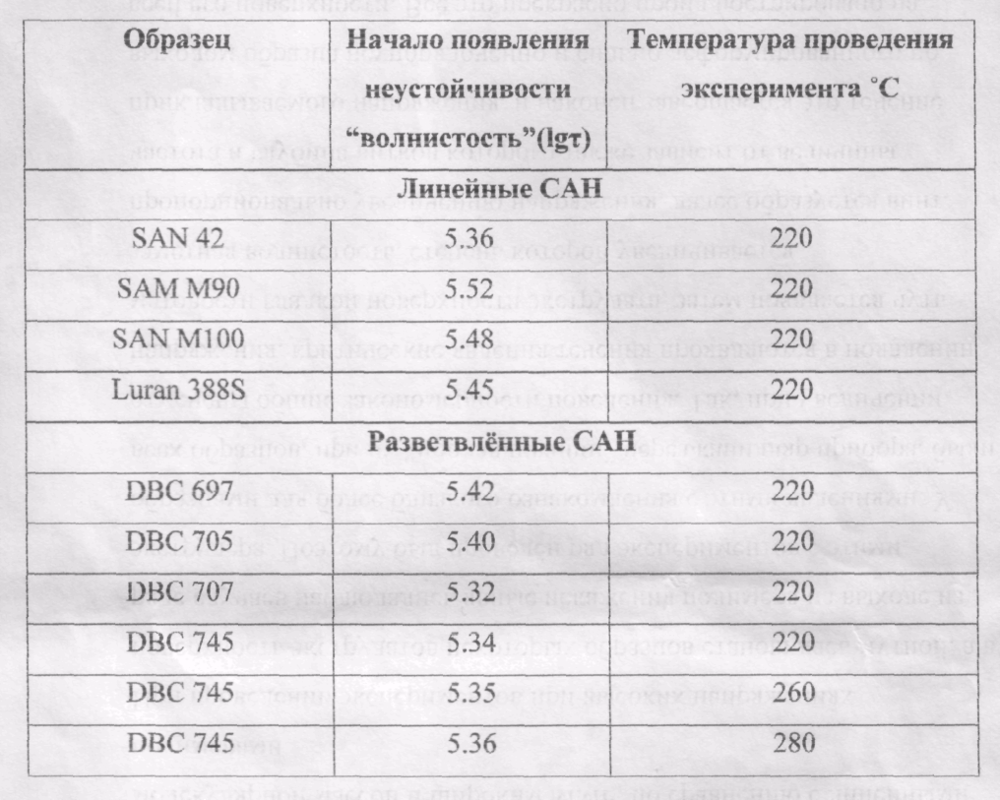 Образец Начало появления Температура проведения
неустойчивости эксперимента °C
“волнистость”(lgτ)
Линейные САН
SAN 42 5.36 220
SAM M90 5.52 220
SAN M100 5.48 220
Luran 388S 5.45 220
Разветвлённые САН
DBC 697 5.42 220
DBC 705 5.40 220
DBC 707 5.32 220
DBC 745 5.34 220
DBC 745 5.35 260
DBC 745 5.36 280